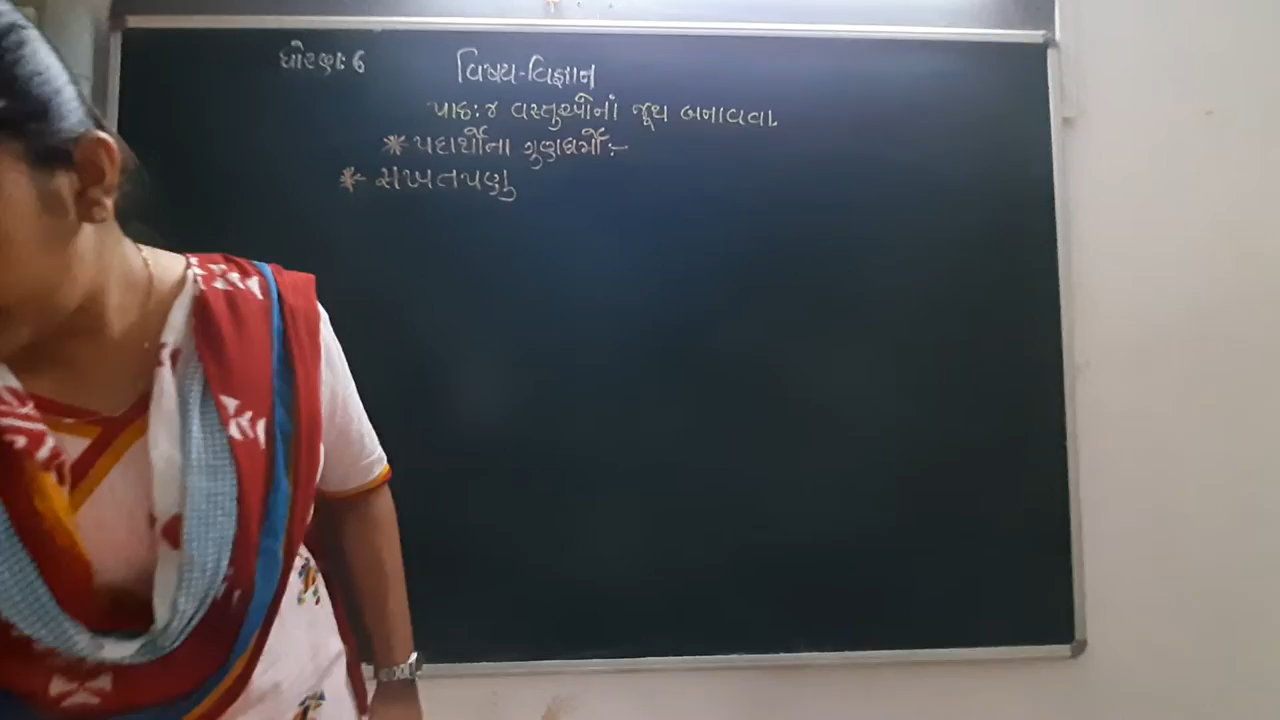 ધોરણ: 6
વિષય-વિજ્ઞાન
પાઠ: ૪ વસ્તુઓનાં જૂથ બનાવવા.
* પદાર્થોના ગુણધર્મો :-
* સખતપણુ